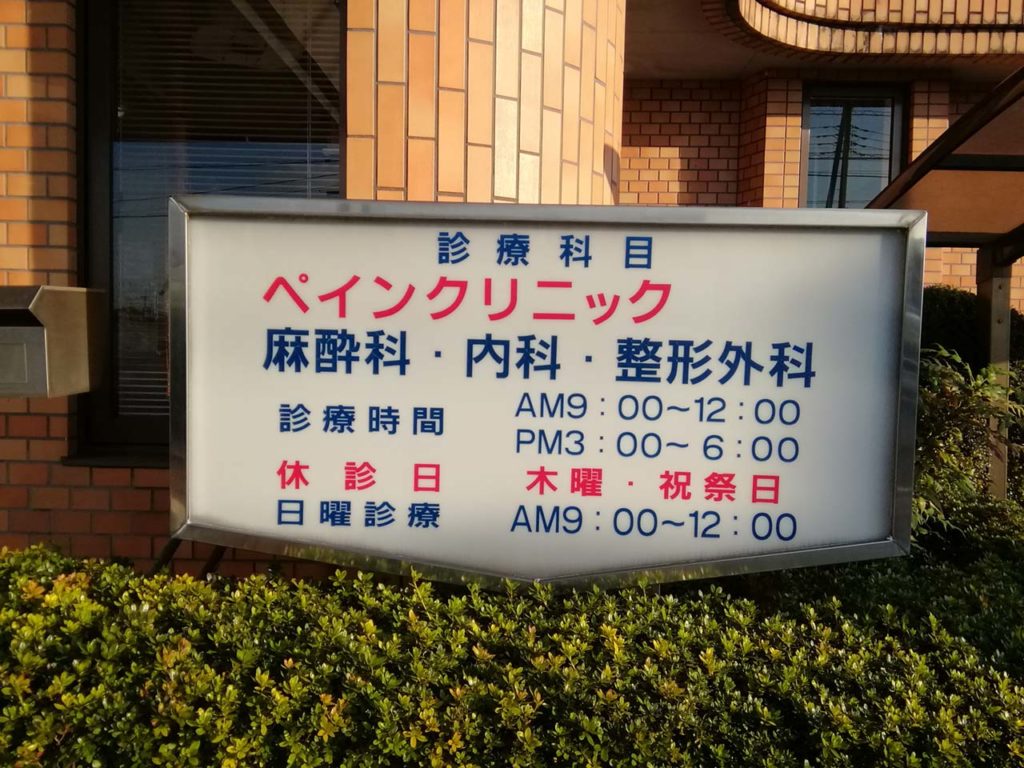 診療科目
ペインクリニック
麻酔科・内科・整形外科
診療時間 AM9:00～12:00
PM3:00～6:00
休診日 木曜・祝祭日
日曜診療 AM9:00～12:00